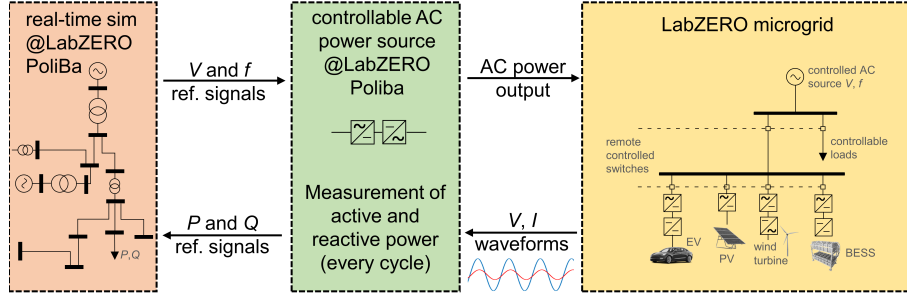 real-time sim
@LabZERO
PoliBa
P,Q
V and f
ref. signals
P and Q
ref. signals
controllable AC
power source
@LabZERO
Poliba
Measurement of
active and
reactive power
(every cycle)
AC power
output
V, I
waveforms
LabZERO microgrid
controlled AC
source V, f
remote
controlled
switches
controllable
loads
EV
PV
wind
turbine
BESS